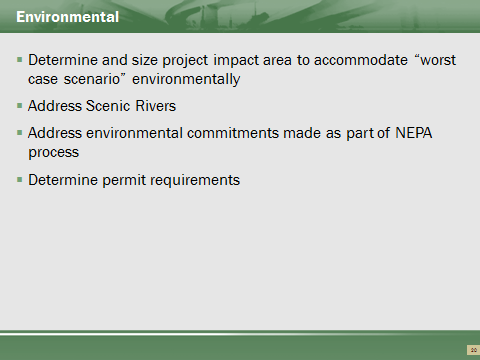 Environmental
Determine and size project impact area to accommodate “worst
case scenario” environmentally
Address Scenic Rivers
Address environmental commitments made as part of NEPA
process
Determine permit requirements